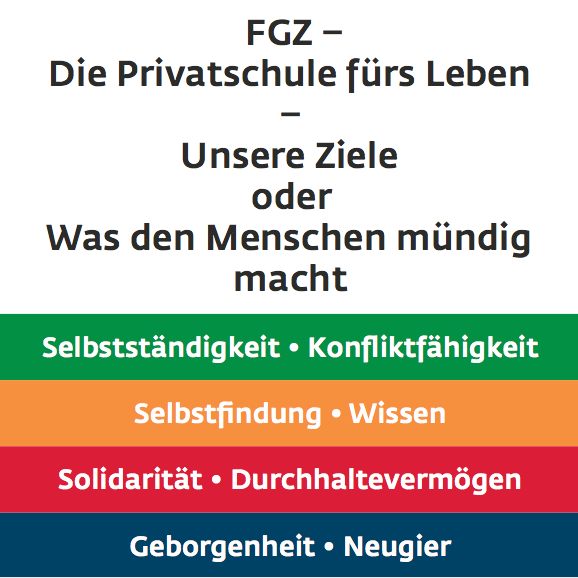 FGZ –
Die Privatschule fürs Leben
–
Unsere Ziele
oder
Was den Menschen mündig
macht
Selbstständigkeit • Konfliktfähigkeit
Selbstfindung • Wissen
Solidarität • Durchhaltevermögen
Geborgenheit • Neugier